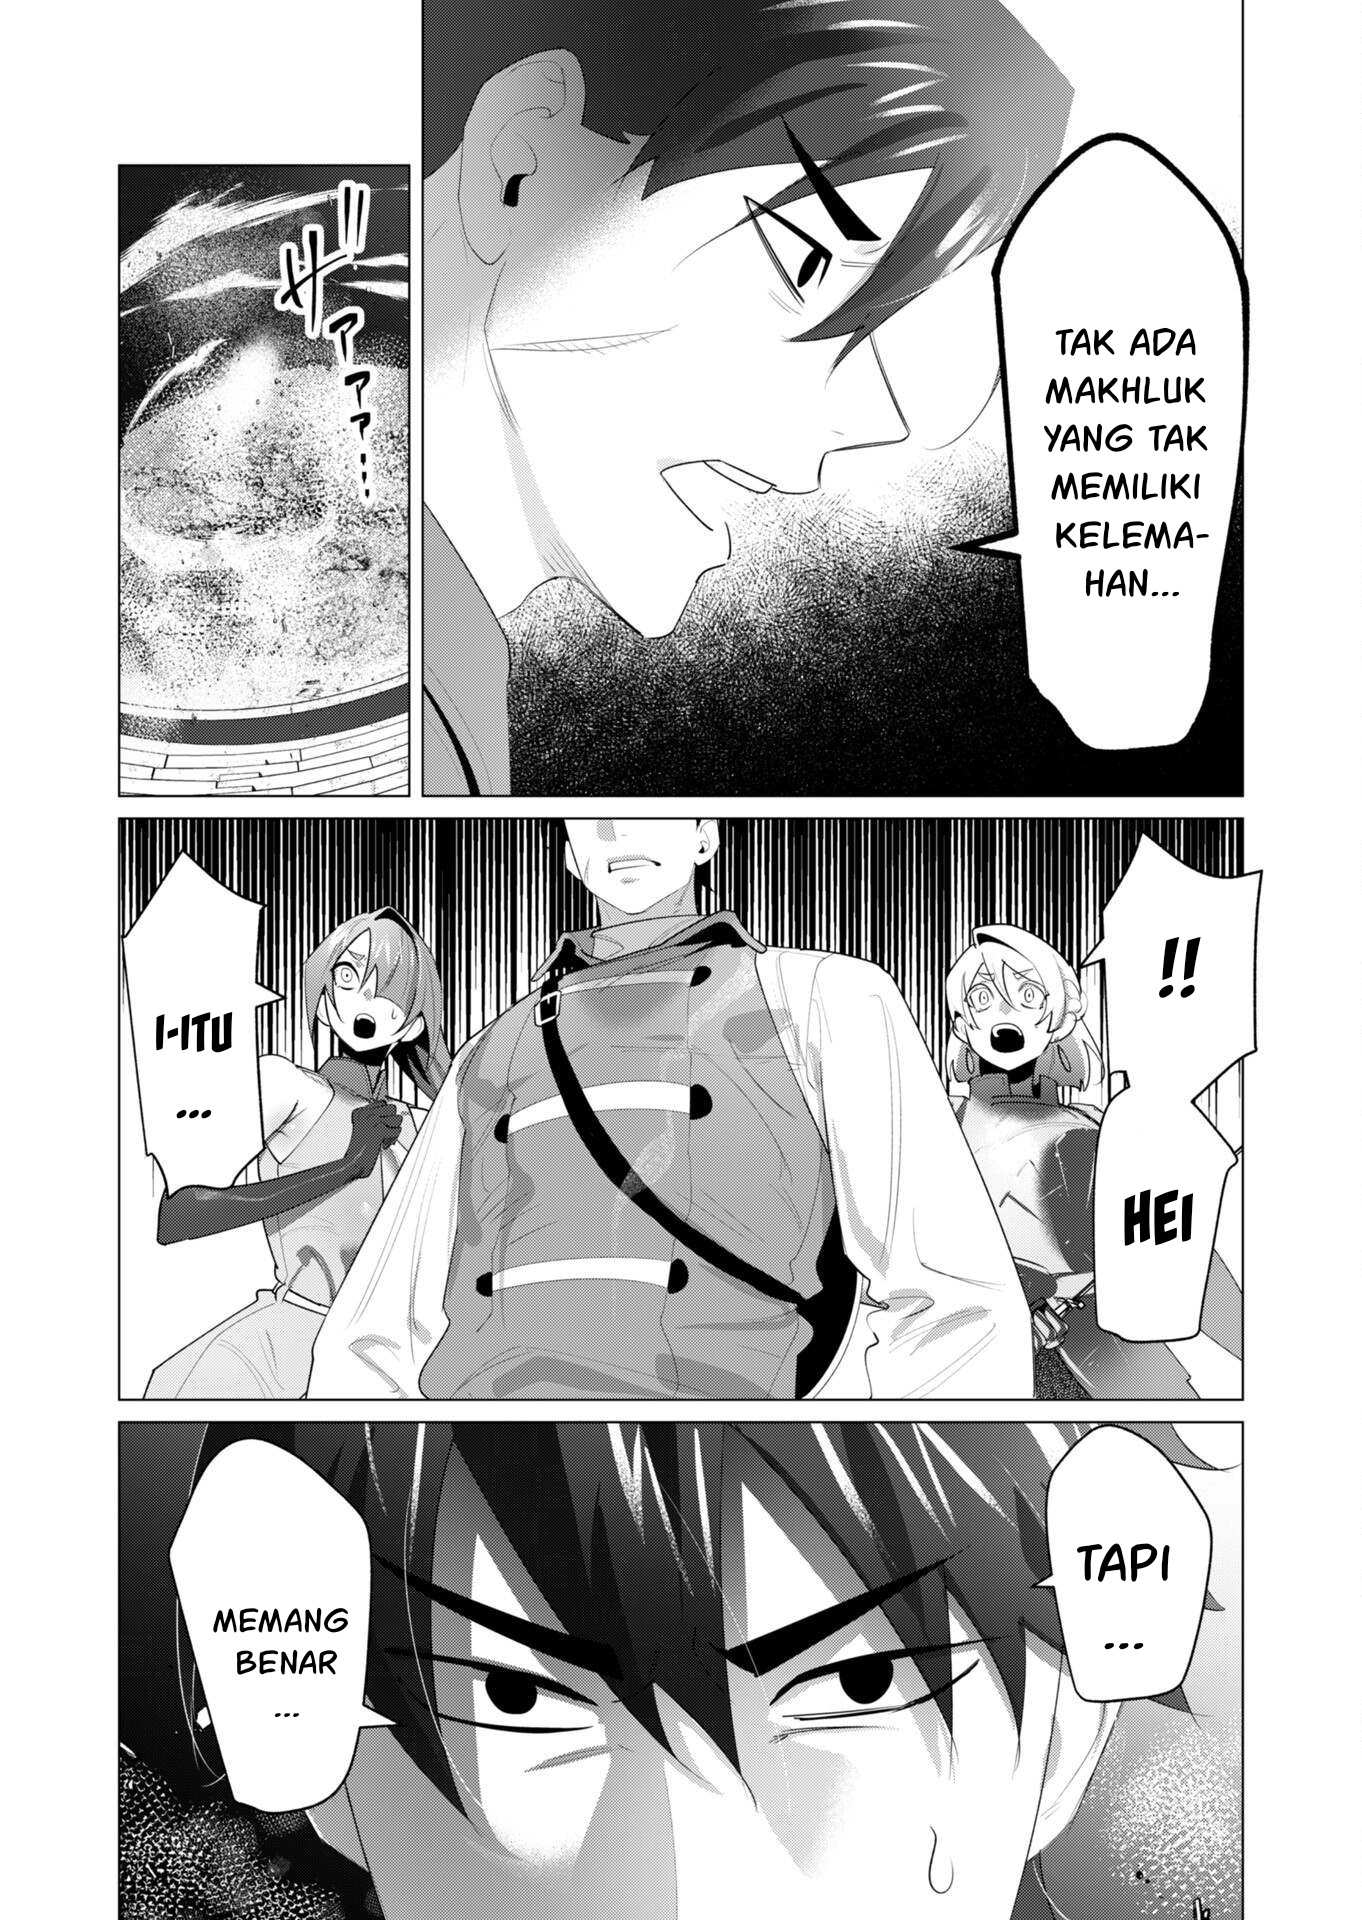 TAK ADA
MAKHLUK
YANG TAK
MEMILIKI
KELEMA-
HAN...
ザァァァ…
!!
HEI
I-ITU
...
TAPI
...
MEMANG
BENAR
...